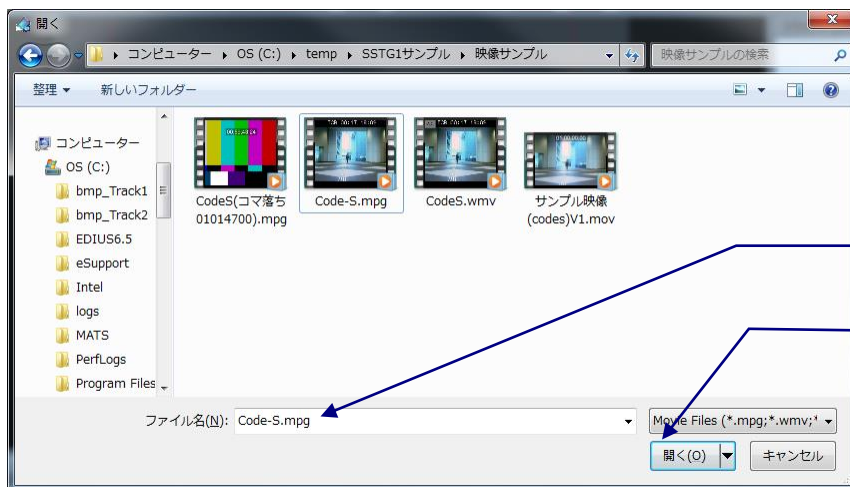 開く
コンピューター OS (C:) temp SSTG1サンプル 映像サンプル
映像サンプルの検索
整理 新しいフォルダー
コンピューター
OS (C:)
bmp_Track1
bmp_Track2
EDIUS6.5
eSupport
Intel
logs
MATS
PerfLogs
Program Files
CodeS(コマ落ち
01014700).mpg
Code-S.mpg
CodeS.wmv
サンプル映像
(codes)V1.mov
ファイル名(N): Code-S.mpg
Movie Files (*.mpg;*.wmv;*
開く(O) キャンセル